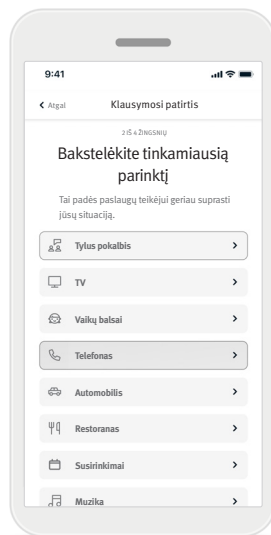 9:41
Atgal
Klausymosi patirtis
2 IŠ 4 ŽINGSNIŲ
Bakstelėkite tinkamiausią
parinktį
Tai padės paslaugų teikėjui geriau suprasti
jūsų situaciją.
Tylus pokalbis
TV
Vaikų balsai
Telefonas
Automobilis
Restoranas
Susirinkimai
Muzika